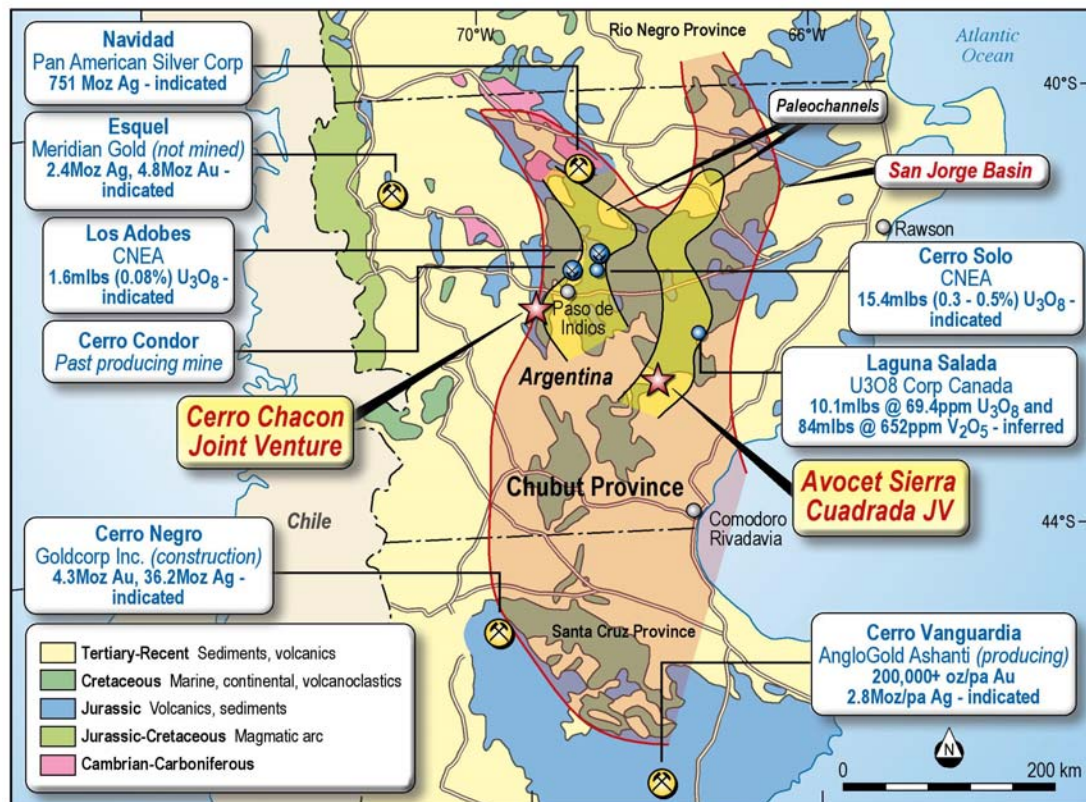 Navidad
Pan American Silver Corp
751 Moz Ag - indicated
Esquel
Meridian Gold (not mined)
2.4Moz Ag, 4.8Moz Au -
indicated
Los Adobes
CNEA
1.6mlbs (0.08%) U₃O₈ -
indicated
Cerro Condor
Past producing mine
Cerro Chacon
Joint Venture
Cerro Negro
Goldcorp Inc. (construction)
4.3Moz Au, 36.2Moz Ag -
indicated
Tertiary-Recent Sediments, volcanics
Cretaceous Marine, continental, volcanoclastics
Jurassic Volcanics, sediments
Jurassic-Cretaceous Magmatic arc
Cambrian-Carboniferous
70°W
Rio Negro Province
66°W
Atlantic
Ocean
40°S
Paleochannels
San Jorge Basin
Rawson
Cerro Solo
CNEA
15.4mlbs (0.3 - 0.5%) U₃O₈ -
indicated
Paso de
Indios
Argentina
Laguna Salada
U3O8 Corp Canada
10.1mlbs @ 69.4ppm U₃O₈ and
84mlbs @ 652ppm V₂O₅ - inferred
Avocet Sierra
Cuadrada JV
Chubut Province
Chile
Comodoro
Rivadavia
44°S
Santa Cruz Province
Cerro Vanguardia
AngloGold Ashanti (producing)
200,000+ oz/pa Au
2.8Moz/pa Ag - indicated
N
0 200 km